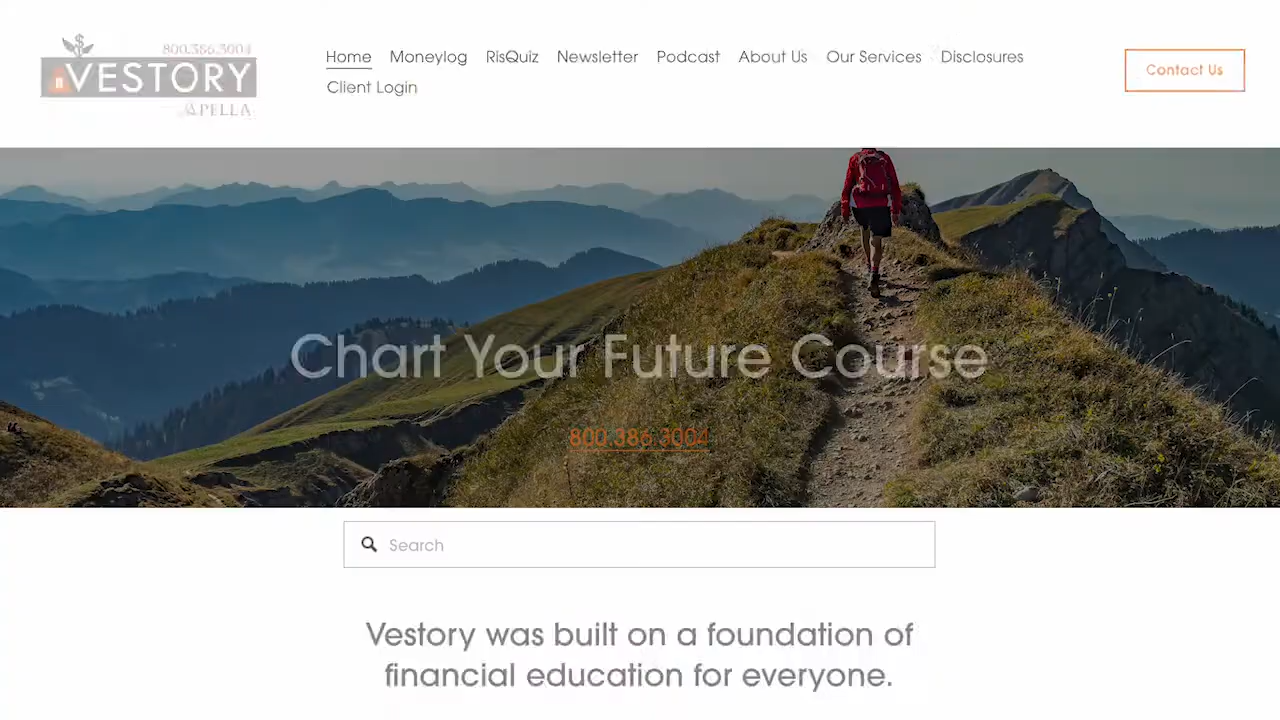 800.386.3004
VESTORY
APELLA
Home Moneylog RisQuiz Newsletter Podcast About Us Our Services Disclosures
Client Login
Contact Us
Chart Your Future Course
800.386.3004
Search
Vestory was built on a foundation of
financial education for everyone.